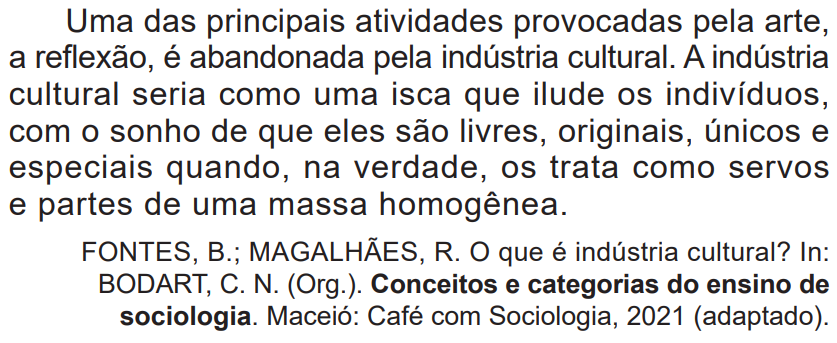 Uma das principais atividades provocadas pela arte,
a reflexão, é abandonada pela indústria cultural. A indústria
cultural seria como uma isca que ilude os indivíduos,
com o sonho de que eles são livres, originais, únicos e
especiais quando, na verdade, os trata como servos
e partes de uma massa homogênea.
FONTES, B.; MAGALHÃES, R. O que é indústria cultural? In:
BODART, C. N. (Org.). Conceitos e categorias do ensino de
sociologia. Maceió: Café com Sociologia, 2021 (adaptado).